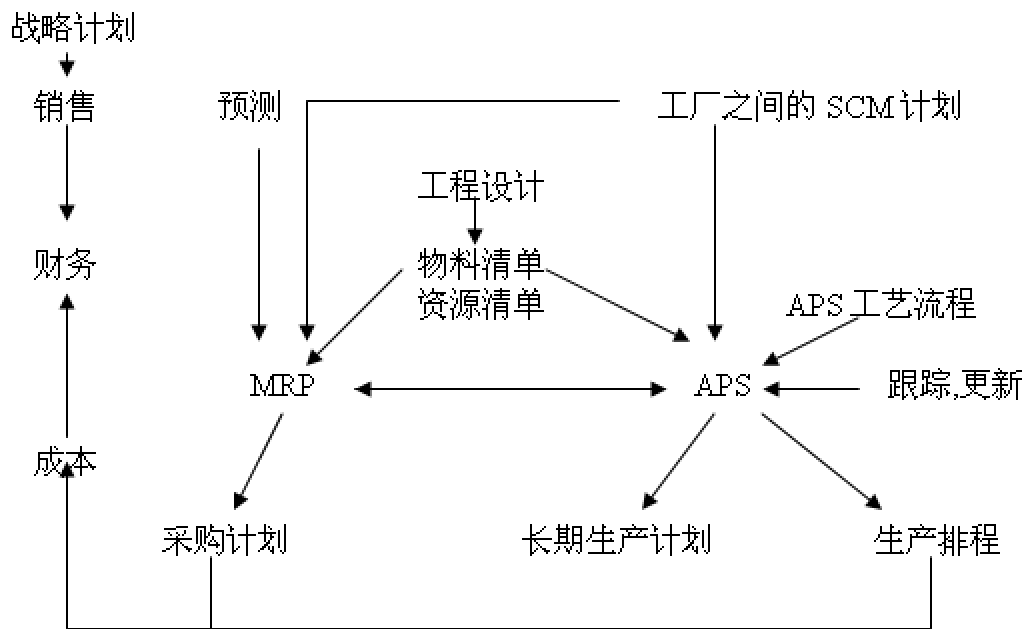 战略计划
销售
预测
工厂之间的 SCM 计划
工程设计
财务
物料清单
资源清单
APS 工艺流程
MRP
APS
跟踪,更新
成本
采购计划
长期生产计划
生产排程